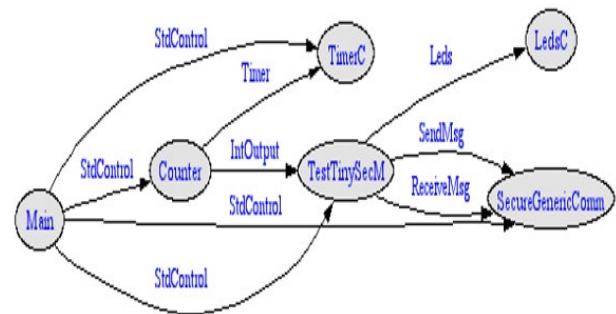 StdControl
TimerC
Leds
LedsC
Timer
SendMsg
StdControl
Counter
IntOutput
TestTinySecM
ReceiveMsg
SecureGenericComm
StdControl
Main
StdControl